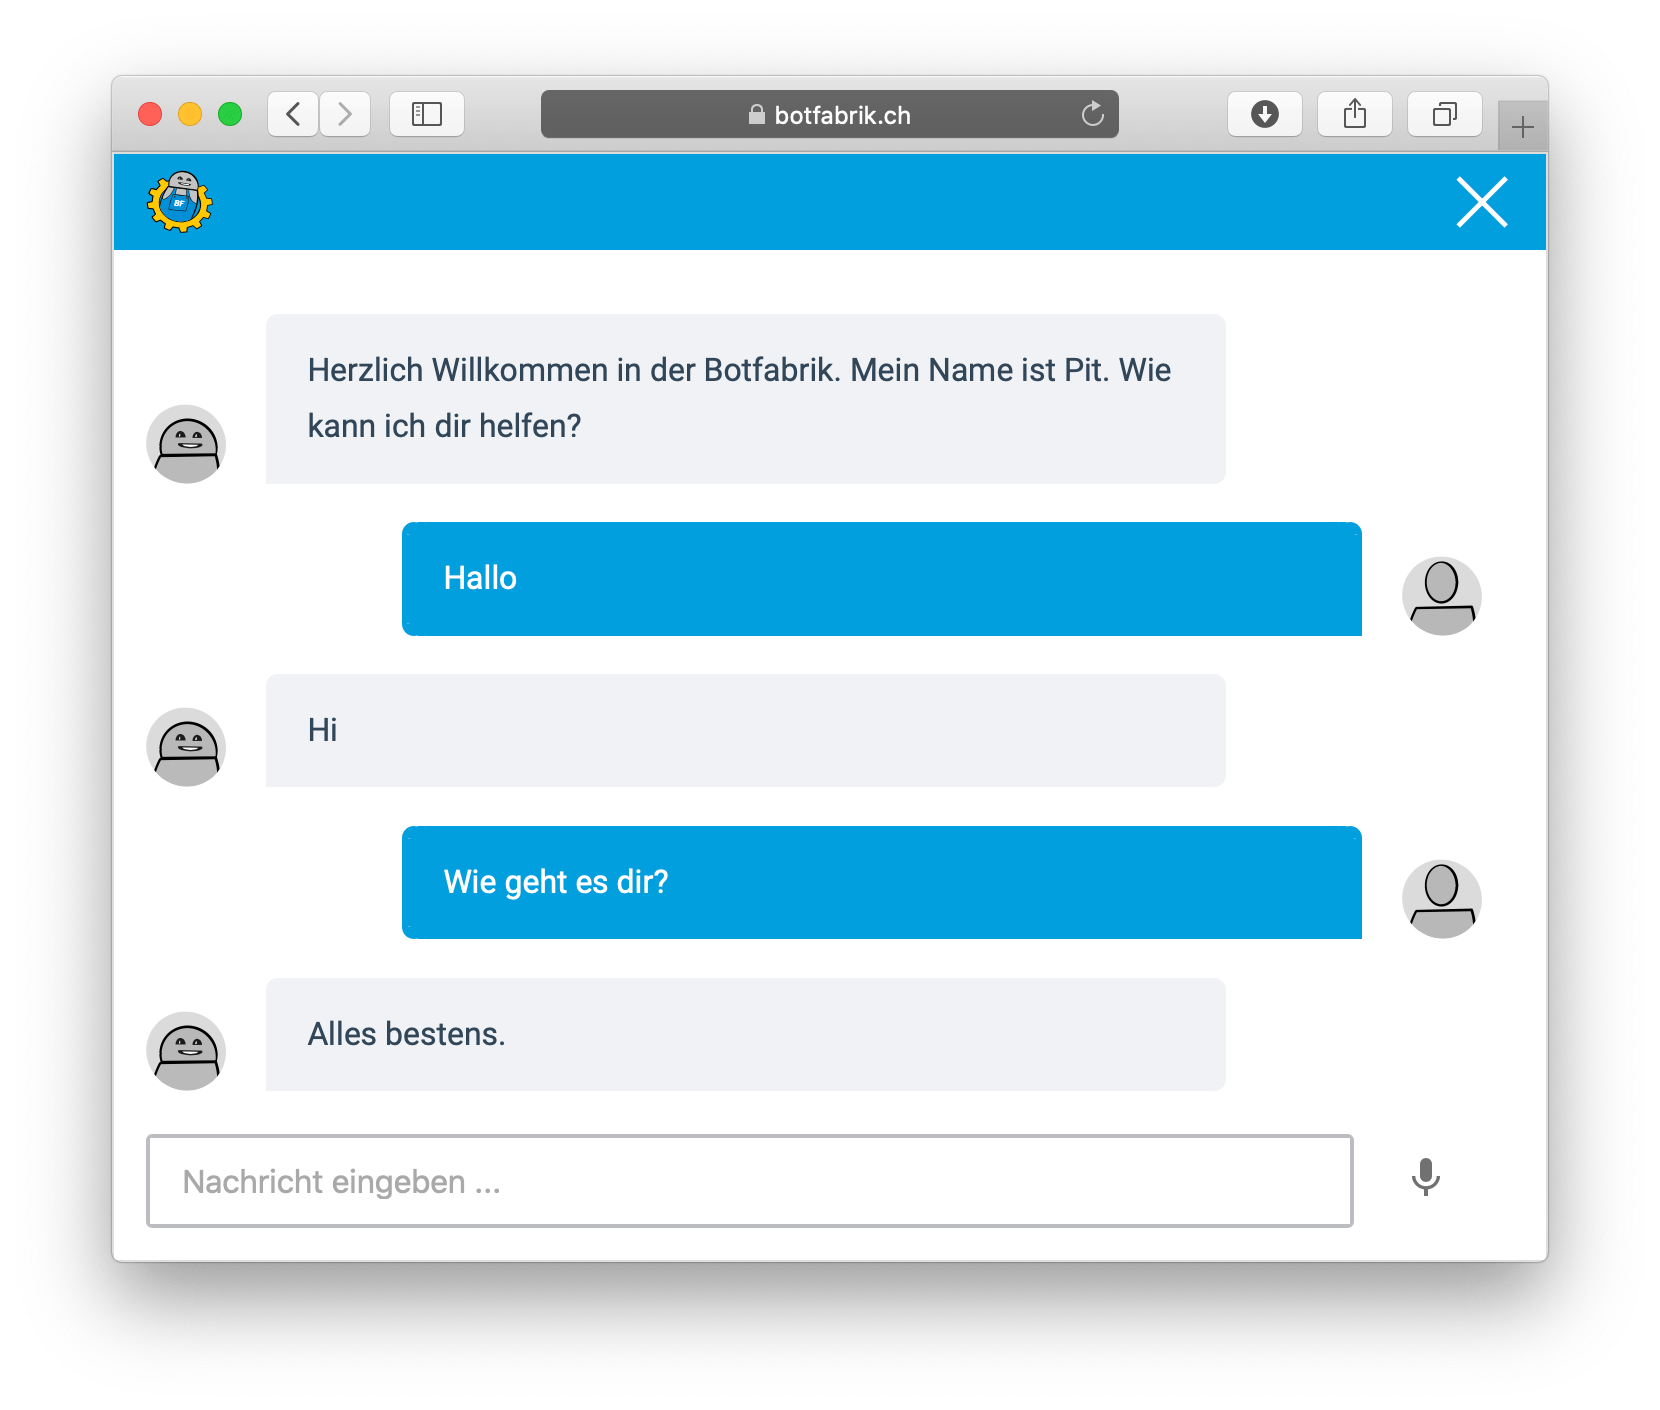 botfabrik.ch
BF
Herzlich Willkommen in der Botfabrik. Mein Name ist Pit. Wie
kann ich dir helfen?
Hallo
Hi
Wie geht es dir?
Alles bestens.
Nachricht eingeben ...